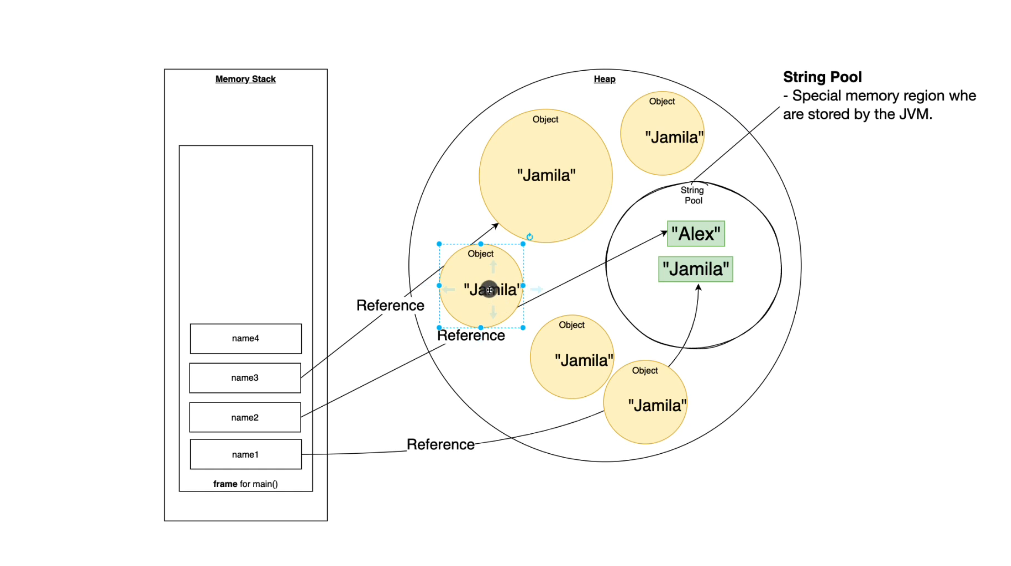 Memory Stack
name4
name3
name2
name1
frame for main()
Reference
Reference
Reference
Heap
Object
"Jamila"
Object
"Jamila"
Object
Object
"Jamila"
Object
"Jamila"
String
Pool
"Alex"
"Jamila"
String Pool
- Special memory region whe
are stored by the JVM.